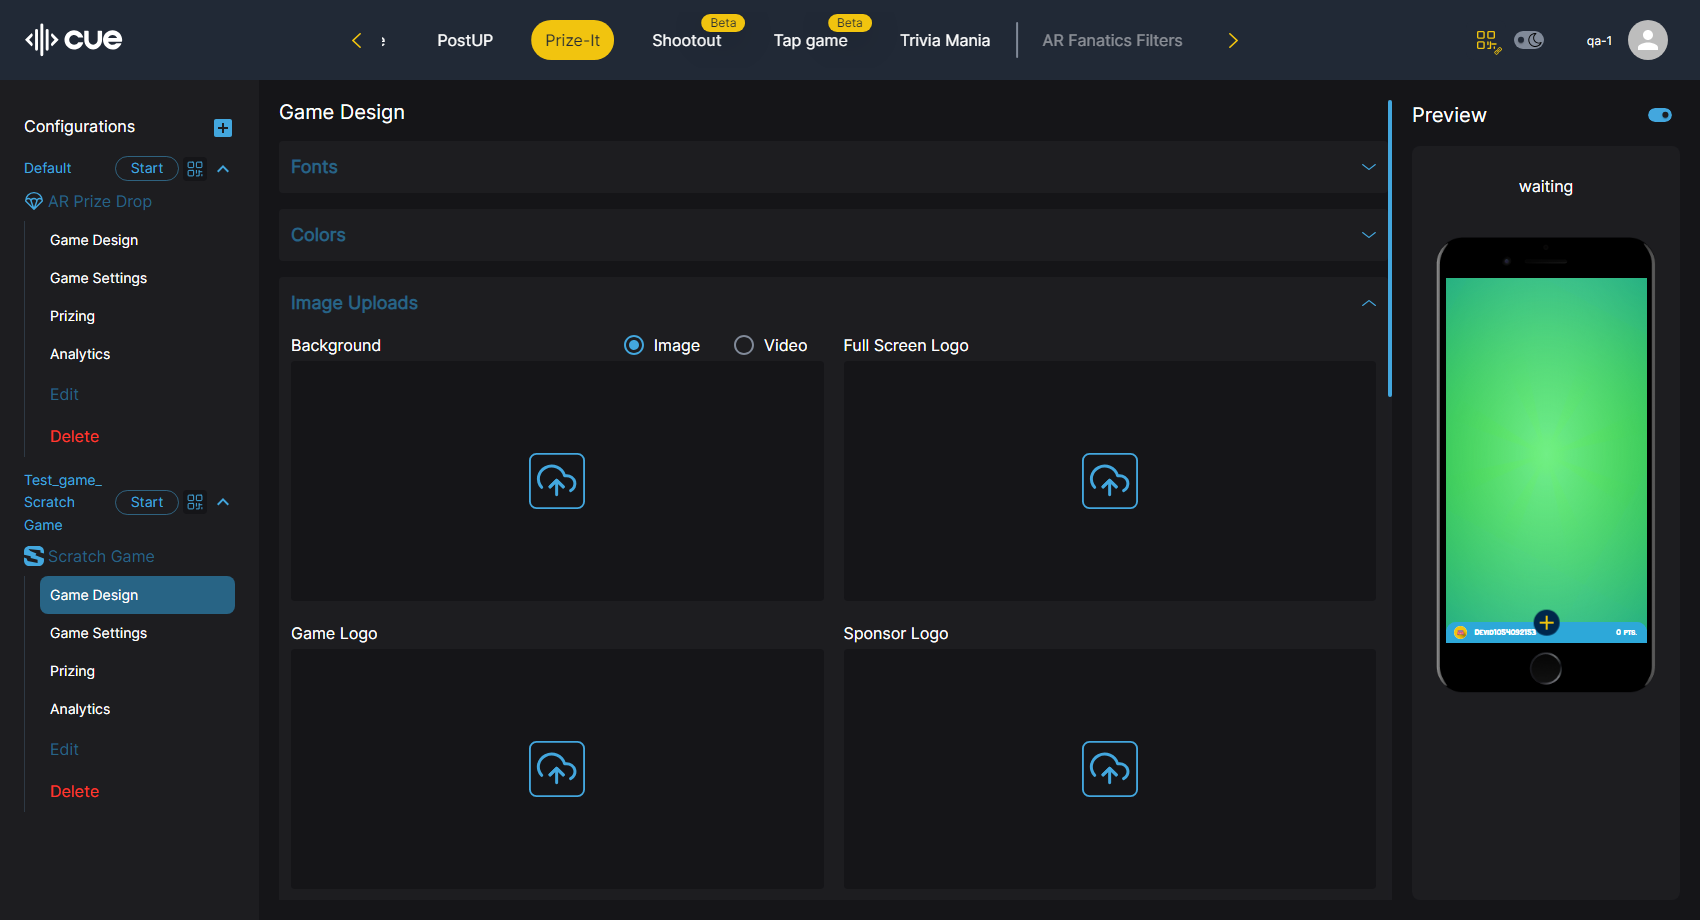 cue
PostUP
Prize-It
Shootout
Beta
Tap game
Beta
Trivia Mania
AR Fanatics Filters
qa-1
Configurations
Default
Start
AR Prize Drop
Game Design
Game Settings
Prizing
Analytics
Edit
Delete
Test_game_
Scratch
Game
Start
Scratch Game
Game Design
Game Settings
Prizing
Analytics
Edit
Delete
Game Design
Fonts
Colors
Image Uploads
Background
Image
Video
Full Screen Logo
Game Logo
Sponsor Logo
Preview
waiting
0 PTS.